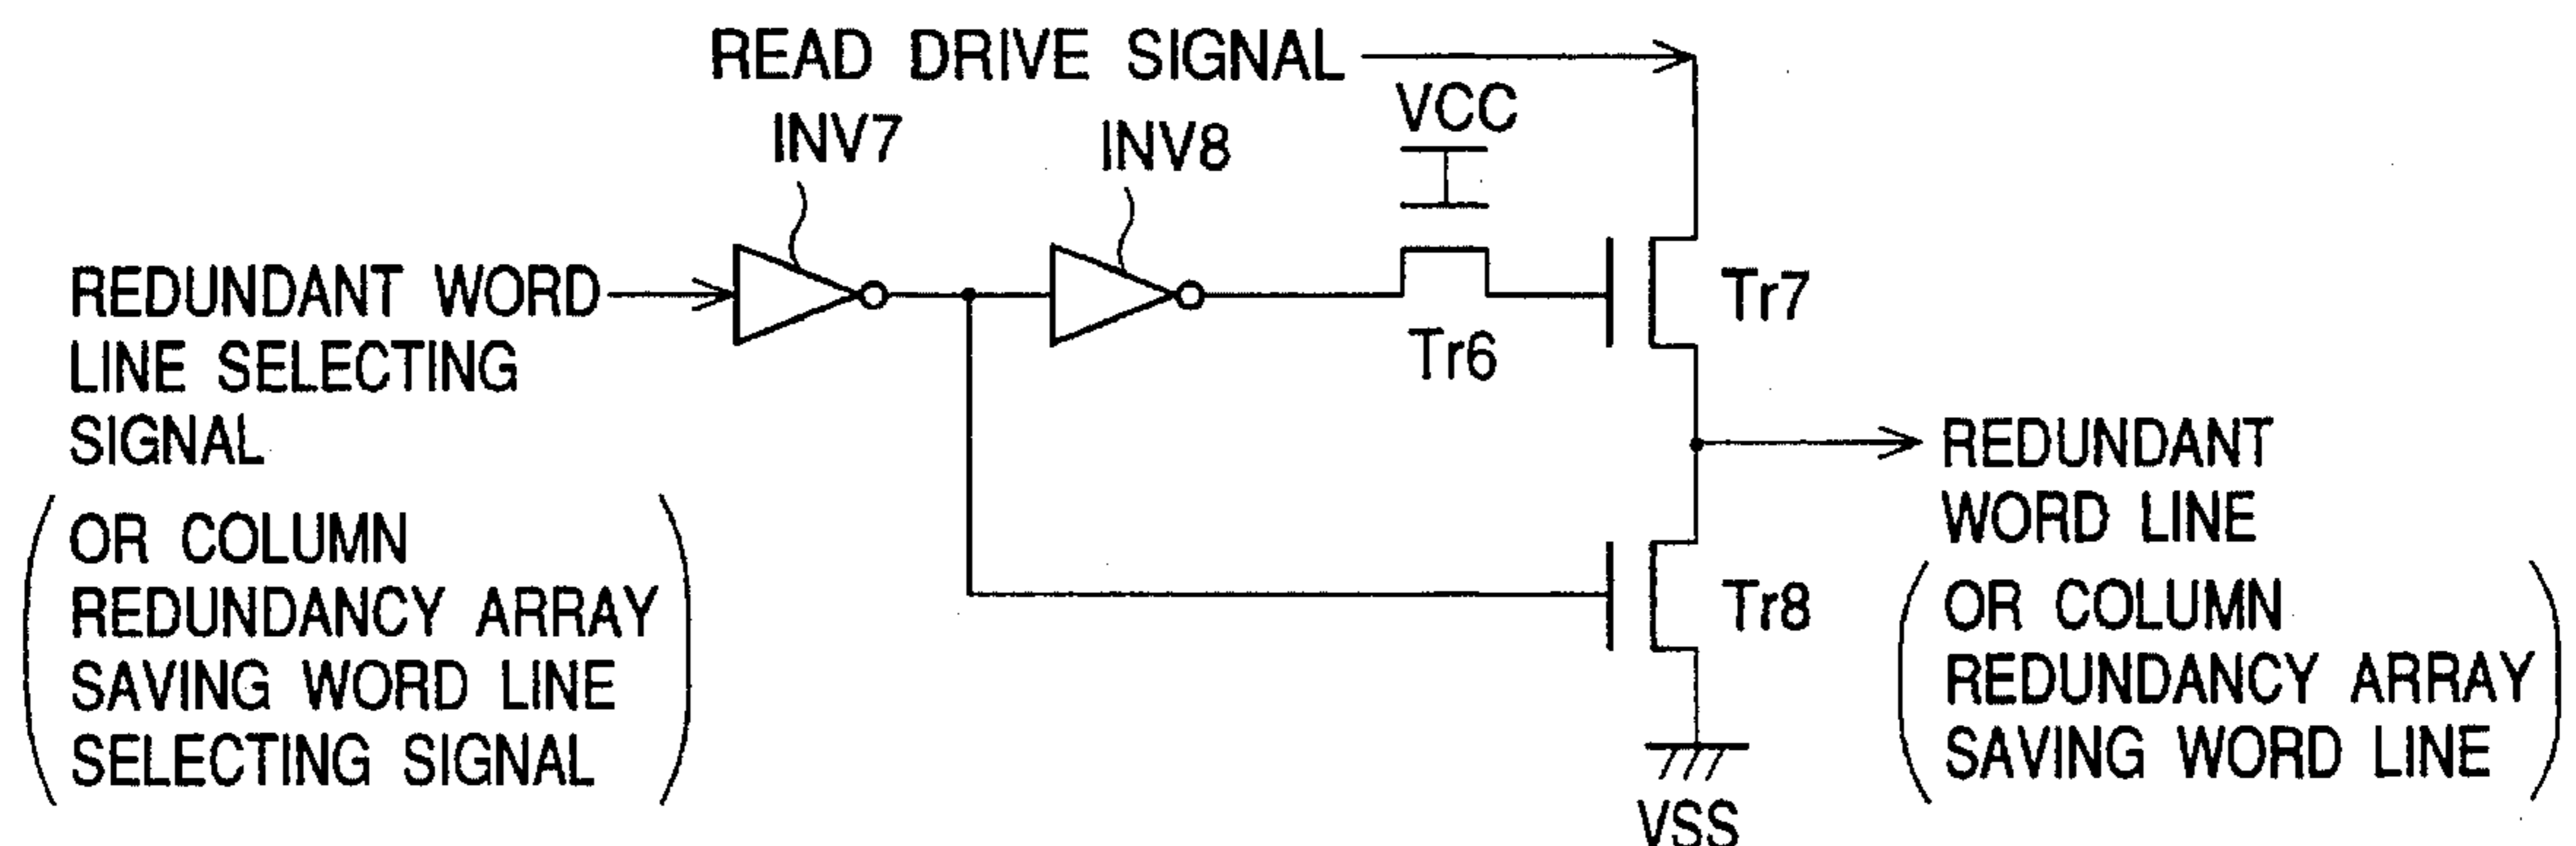 READ DRIVE SIGNAL
VCC
INV7
INV8
REDUNDANT WORD
LINE SELECTING
SIGNAL
OR COLUMN
REDUNDANCY ARRAY
SAVING WORD LINE
SELECTING SIGNAL
Tr6
Tr7
Tr8
REDUNDANT
WORD LINE
OR COLUMN
REDUNDANCY ARRAY
SAVING WORD LINE
VSS